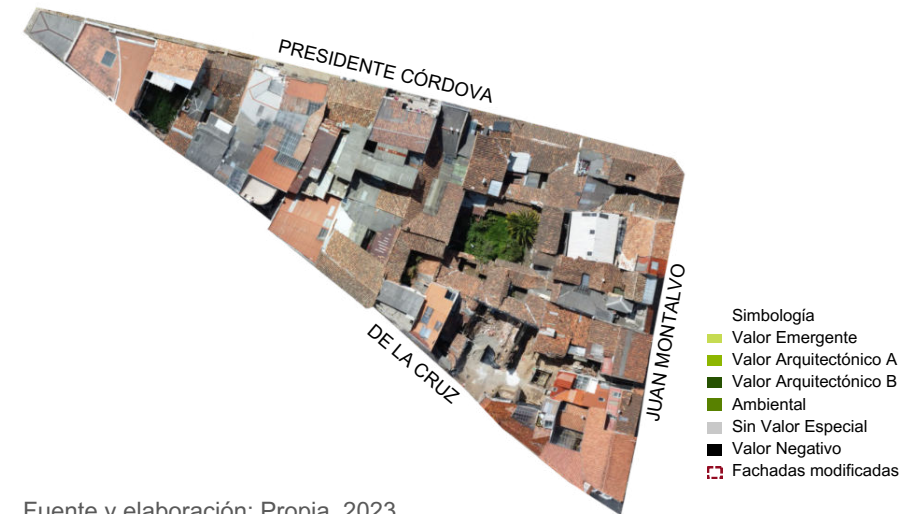 PRESIDENTE CÓRDOVA
DE LA CRUZ
JUAN MONTALVO
Simbología
Valor Emergente
Valor Arquitectónico A
Valor Arquitectónico B
Ambiental
Sin Valor Especial
Valor Negativo
Fachadas modificadas
Fuente y elaboración: Propia, 2023